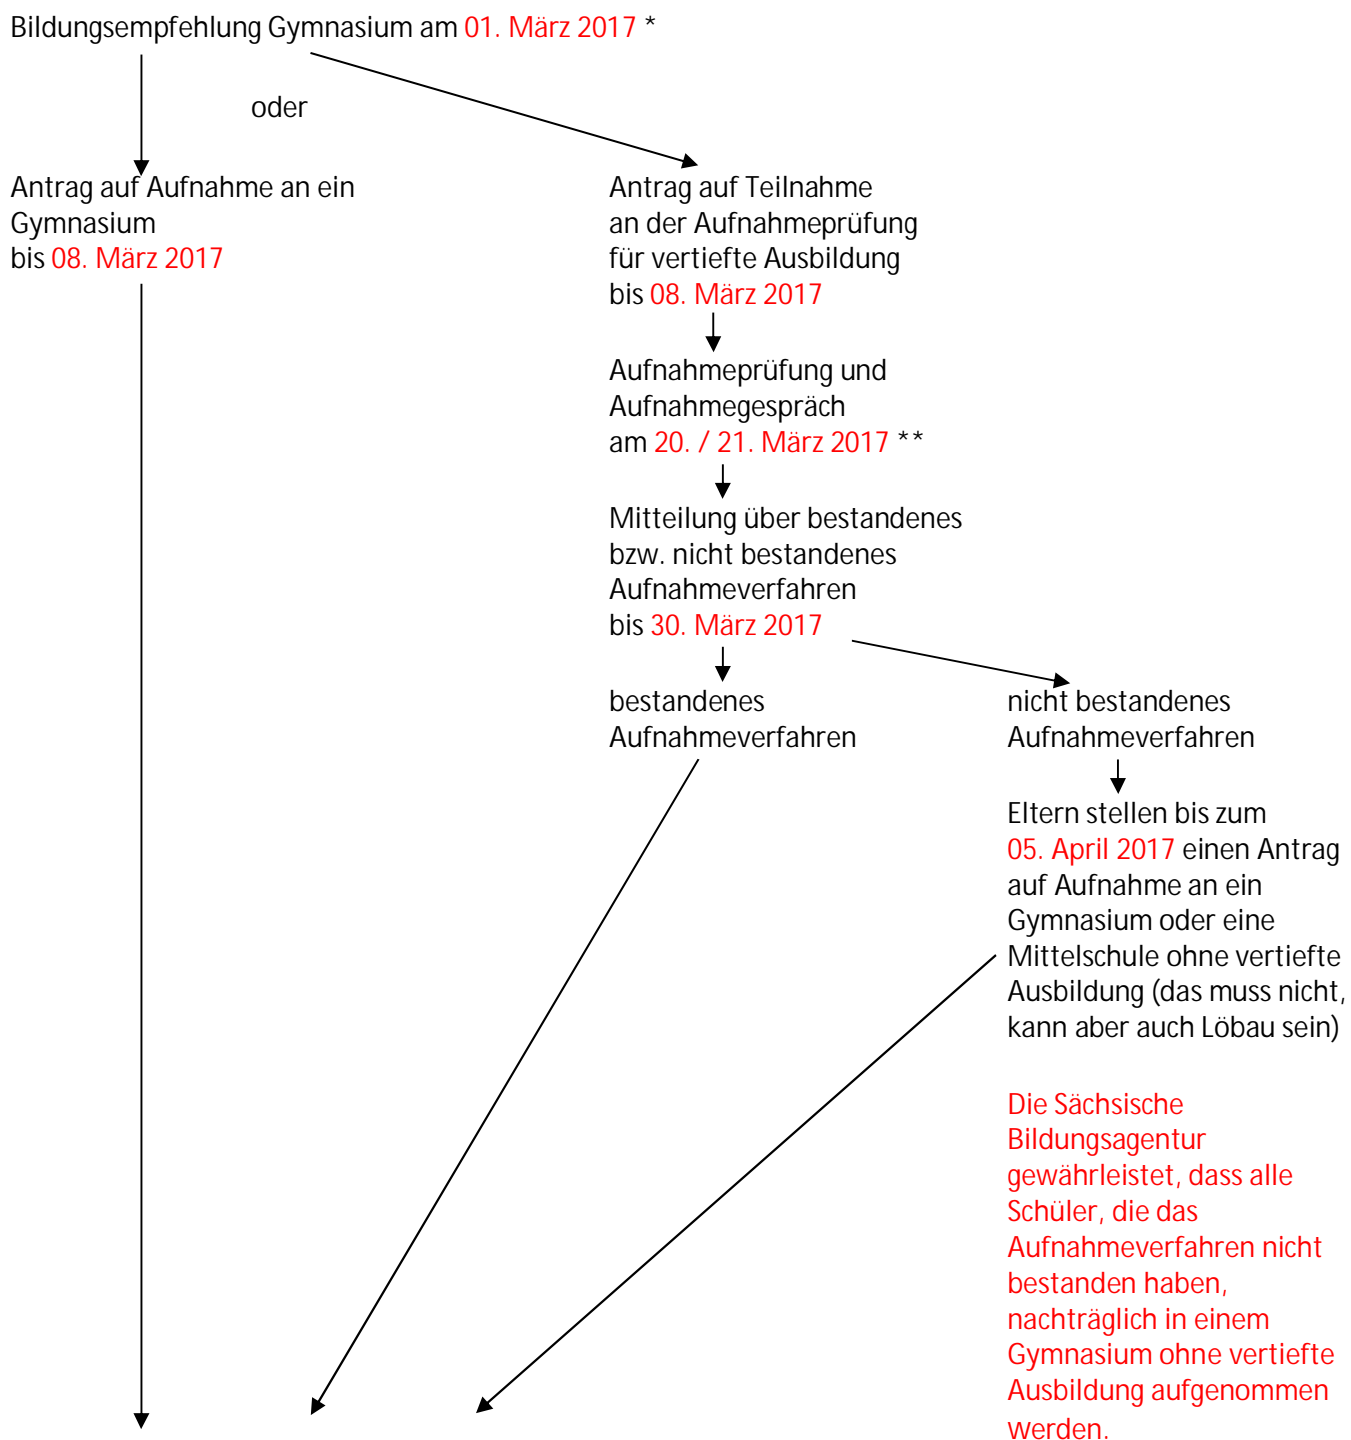 Bildungsempfehlung Gymnasium am 01. März 2017 *
oder
Antrag auf Aufnahme an ein
Gymnasium
bis 08. März 2017
Antrag auf Teilnahme
an der Aufnahmeprüfung
für vertiefte Ausbildung
bis 08. März 2017
Aufnahmeprüfung und
Aufnahmegespräch
am 20. / 21. März 2017 **
Mitteilung über bestandenes
bzw. nicht bestandenes
Aufnahmeverfahren
bis 30. März 2017
bestandenes
Aufnahmeverfahren
nicht bestandenes
Aufnahmeverfahren
Eltern stellen bis zum
05. April 2017 einen Antrag
auf Aufnahme an ein
Gymnasium oder eine
Mittelschule ohne vertiefte
Ausbildung (das muss nicht,
kann aber auch Löbau sein)
Die Sächsische
Bildungsagentur
gewährleistet, dass alle
Schüler, die das
Aufnahmeverfahren nicht
bestanden haben,
nachträglich in einem
Gymnasium ohne vertiefte
Ausbildung aufgenommen
werden.